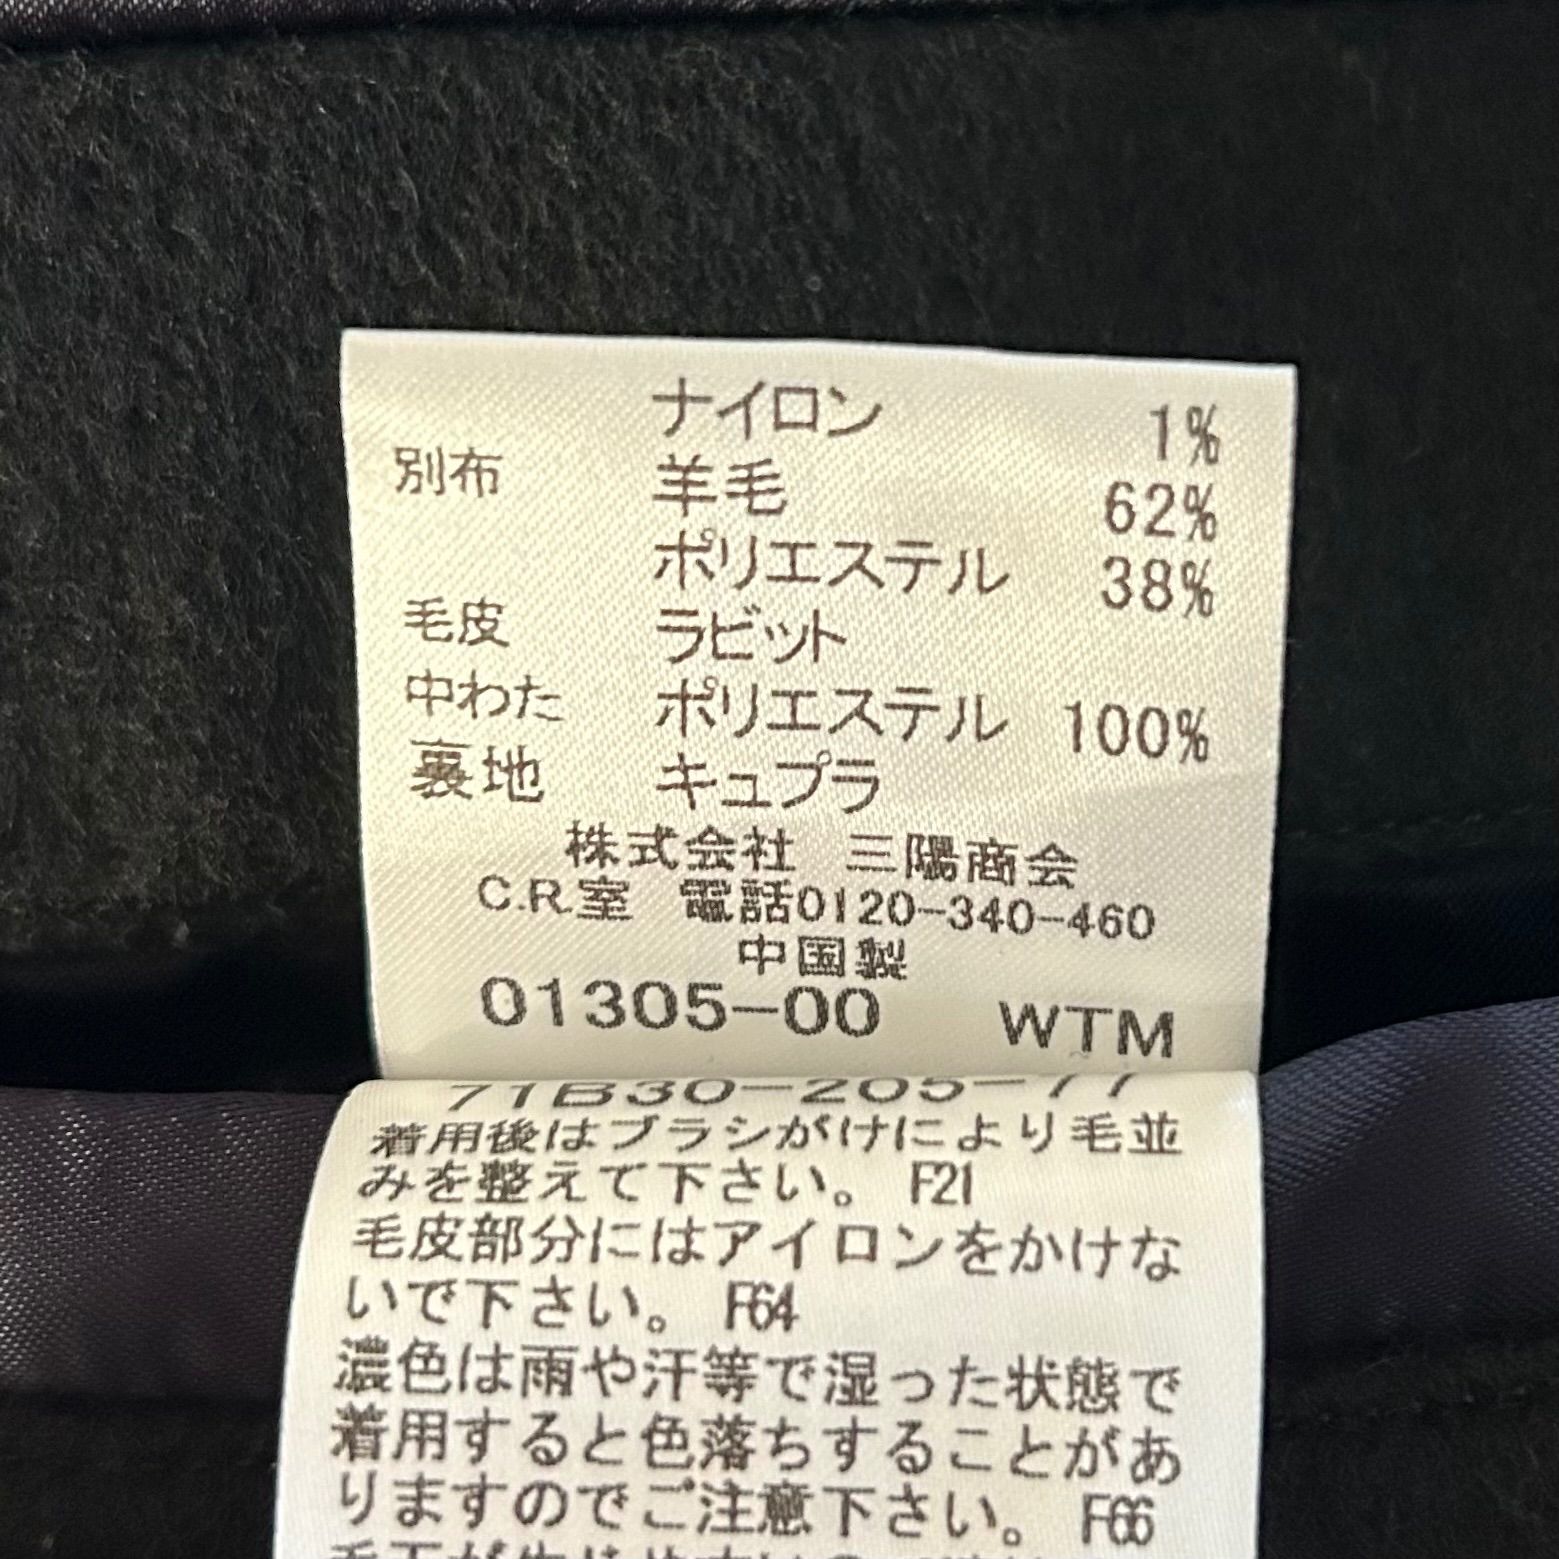 ナイロン 1%
別布 羊毛 62%
ポリエステル 38%
毛皮 ラビット
中わた ポリエステル 100%
裏地 キュプラ
株式会社 三陽商会
C.R.室 電話0120-340-460
中国製
01305-00 WTM
71B30-205-77
着用後はブラシがけにより毛並
みを整えて下さい。 F21
毛皮部分にはアイロンをかけな
いで下さい。 F64
濃色は雨や汗等で湿った状態で
着用すると色落ちすることがあ
りますのでご注意下さい。 F66